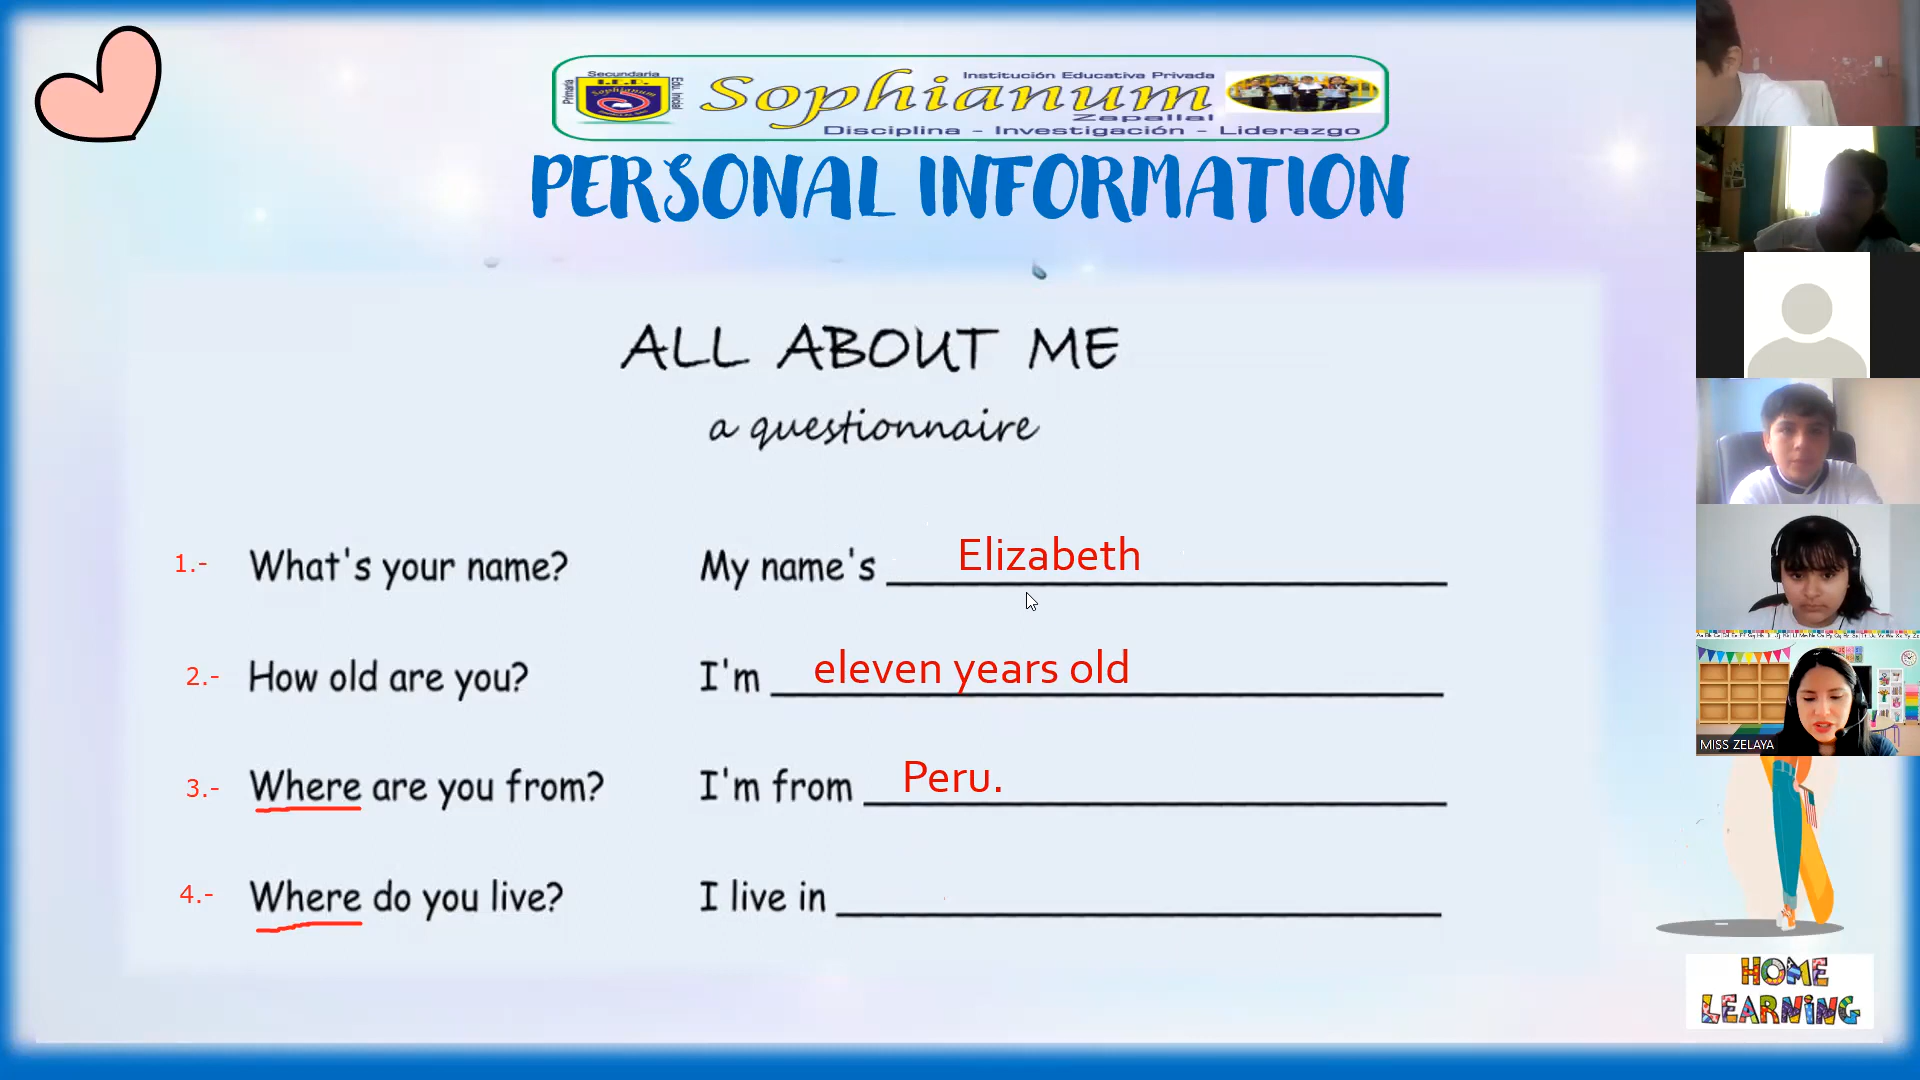 Secundaria
Primaria
I.E.P.
Edu. Inicial
Sophianum
Sophianum
Institución Educativa Privada
Zapallal
Disciplina - Investigación - Liderazgo
PERSONAL INFORMATION
ALL ABOUT ME
a questionnaire
1.- What's your name? My name's Elizabeth
2.- How old are you? I'm eleven years old
3.- Where are you from? I'm from Peru.
4.- Where do you live? I live in
MISS ZELAYA
HOME
LEARNING